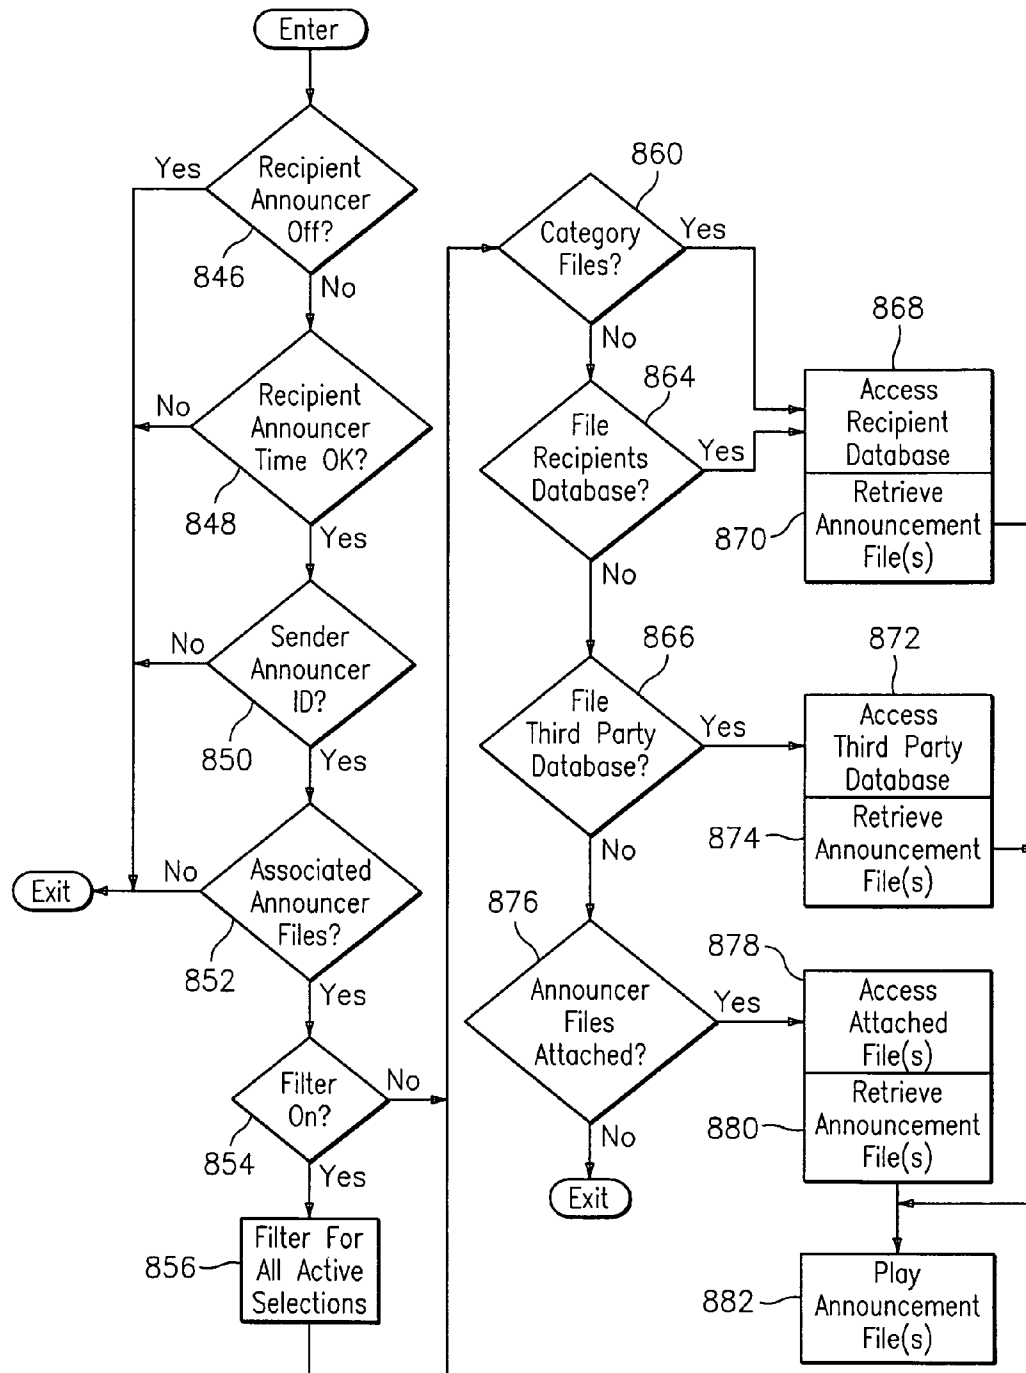 Enter
Yes
Recipient
Announcer
Off?
846
No
Recipient
Announcer
Time OK?
No
848
Yes
Sender
Announcer
ID?
No
850
Yes
Associated
Announcer
Files?
No
Exit
852
Yes
Filter
On?
No
854
Yes
Filter For
All Active
Selections
856
860
Category
Files?
Yes
No
864
File
Recipients
Database?
Yes
No
866
File
Third Party
Database?
Yes
No
876
Announcer
Files
Attached?
Yes
No
Exit
868
Access
Recipient
Database
Retrieve
Announcement
File(s)
870
872
Access
Third Party
Database
Retrieve
Announcement
File(s)
874
878
Access
Attached
File(s)
Retrieve
Announcement
File(s)
880
Play
Announcement
File(s)
882